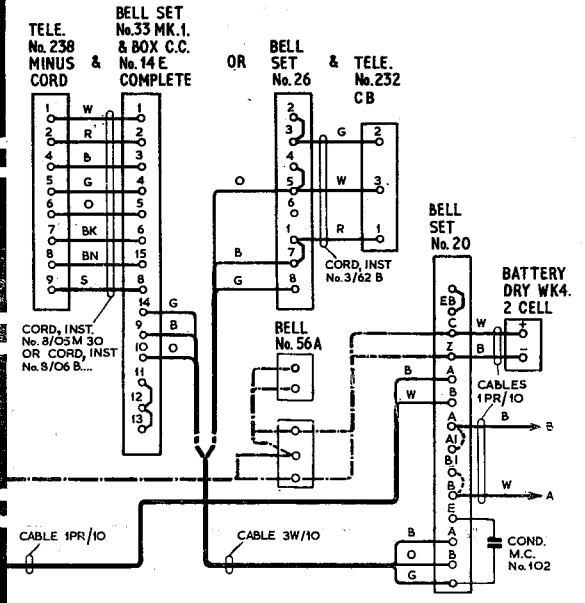 TELE.
No. 238
MINUS
CORD
&
BELL SET
No.33 MK.1.
& BOX C.C.
No.14E
COMPLETE
OR
BELL
SET
No.26
&
TELE.
No.232
CB
1 W 1
2 R 2
4 B 3
5 G 4
6 O 5
7 BK 6
8 BN 15
9 S 8
14 G
9 B
10 O
11
12
13
CORD, INST.
No. 8/05 M 30
OR CORD, INST
No. 8/06 B....
2
3 G 2
4
O 5 W 3
6
1 R 1
B 7
G 8
CORD, INST
No.3/62 B
BELL
No.56A
BELL
SET
No.20
BATTERY
DRY WK4.
2 CELL
EB
C W +
Z B –
B A
W B
CABLES
1PR/10
A B B
A1
B1
B W A
E
B A
O B
G
COND.
M.C.
No.102
CABLE 1PR/10
CABLE 3W/10